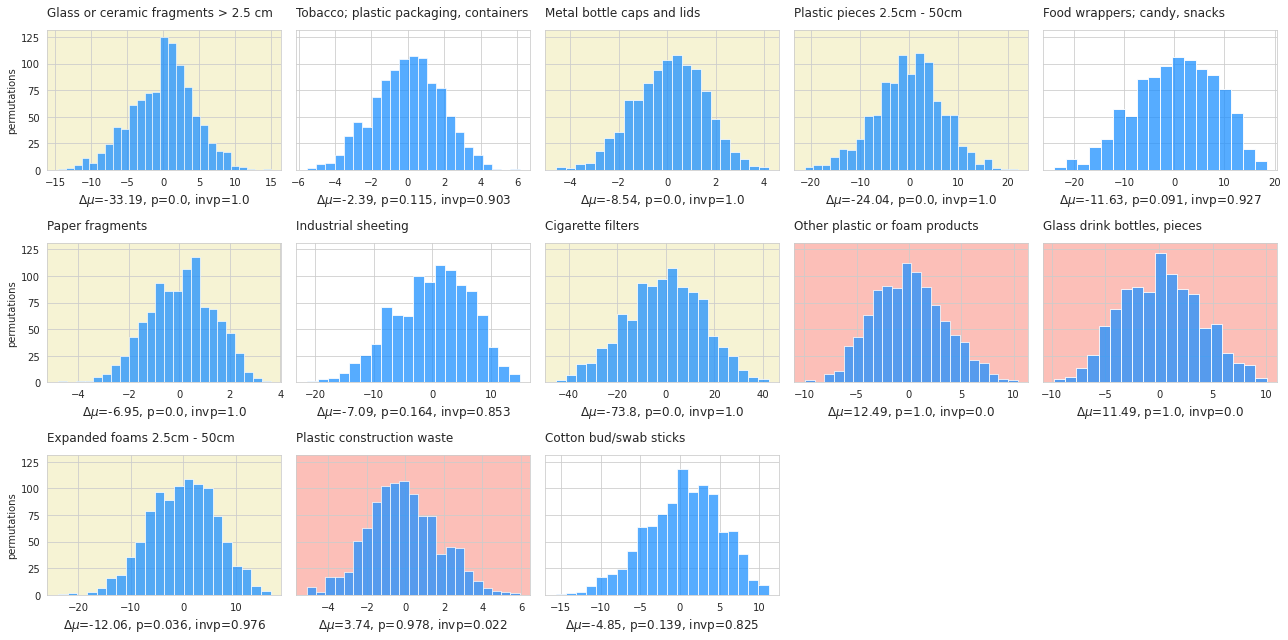 Glass or ceramic fragments > 2.5 cm
Tobacco; plastic packaging, containers
Metal bottle caps and lids
Plastic pieces 2.5cm - 50cm
Food wrappers; candy, snacks
permutations
125
100
75
50
25
0
−15 −10 −5 0 5 10 15
−6 −4 −2 0 2 4 6
−4 −2 0 2 4
−20 −10 0 10 20
−20 −10 0 10 20
Δμ=-33.19, p=0.0, invp=1.0
Δμ=-2.39, p=0.115, invp=0.903
Δμ=-8.54, p=0.0, invp=1.0
Δμ=-24.04, p=0.0, invp=1.0
Δμ=-11.63, p=0.091, invp=0.927
Paper fragments
Industrial sheeting
Cigarette filters
Other plastic or foam products
Glass drink bottles, pieces
permutations
125
100
75
50
25
0
−4 −2 0 2 4
−20 −10 0 10
−40 −20 0 20 40
−10 −5 0 5 10
−10 −5 0 5 10
Δμ=-6.95, p=0.0, invp=1.0
Δμ=-7.09, p=0.164, invp=0.853
Δμ=-73.8, p=0.0, invp=1.0
Δμ=12.49, p=1.0, invp=0.0
Δμ=11.49, p=1.0, invp=0.0
Expanded foams 2.5cm - 50cm
Plastic construction waste
Cotton bud/swab sticks
permutations
125
100
75
50
25
0
−20 −10 0 10
−4 −2 0 2 4 6
−15 −10 −5 0 5 10
Δμ=-12.06, p=0.036, invp=0.976
Δμ=3.74, p=0.978, invp=0.022
Δμ=-4.85, p=0.139, invp=0.825